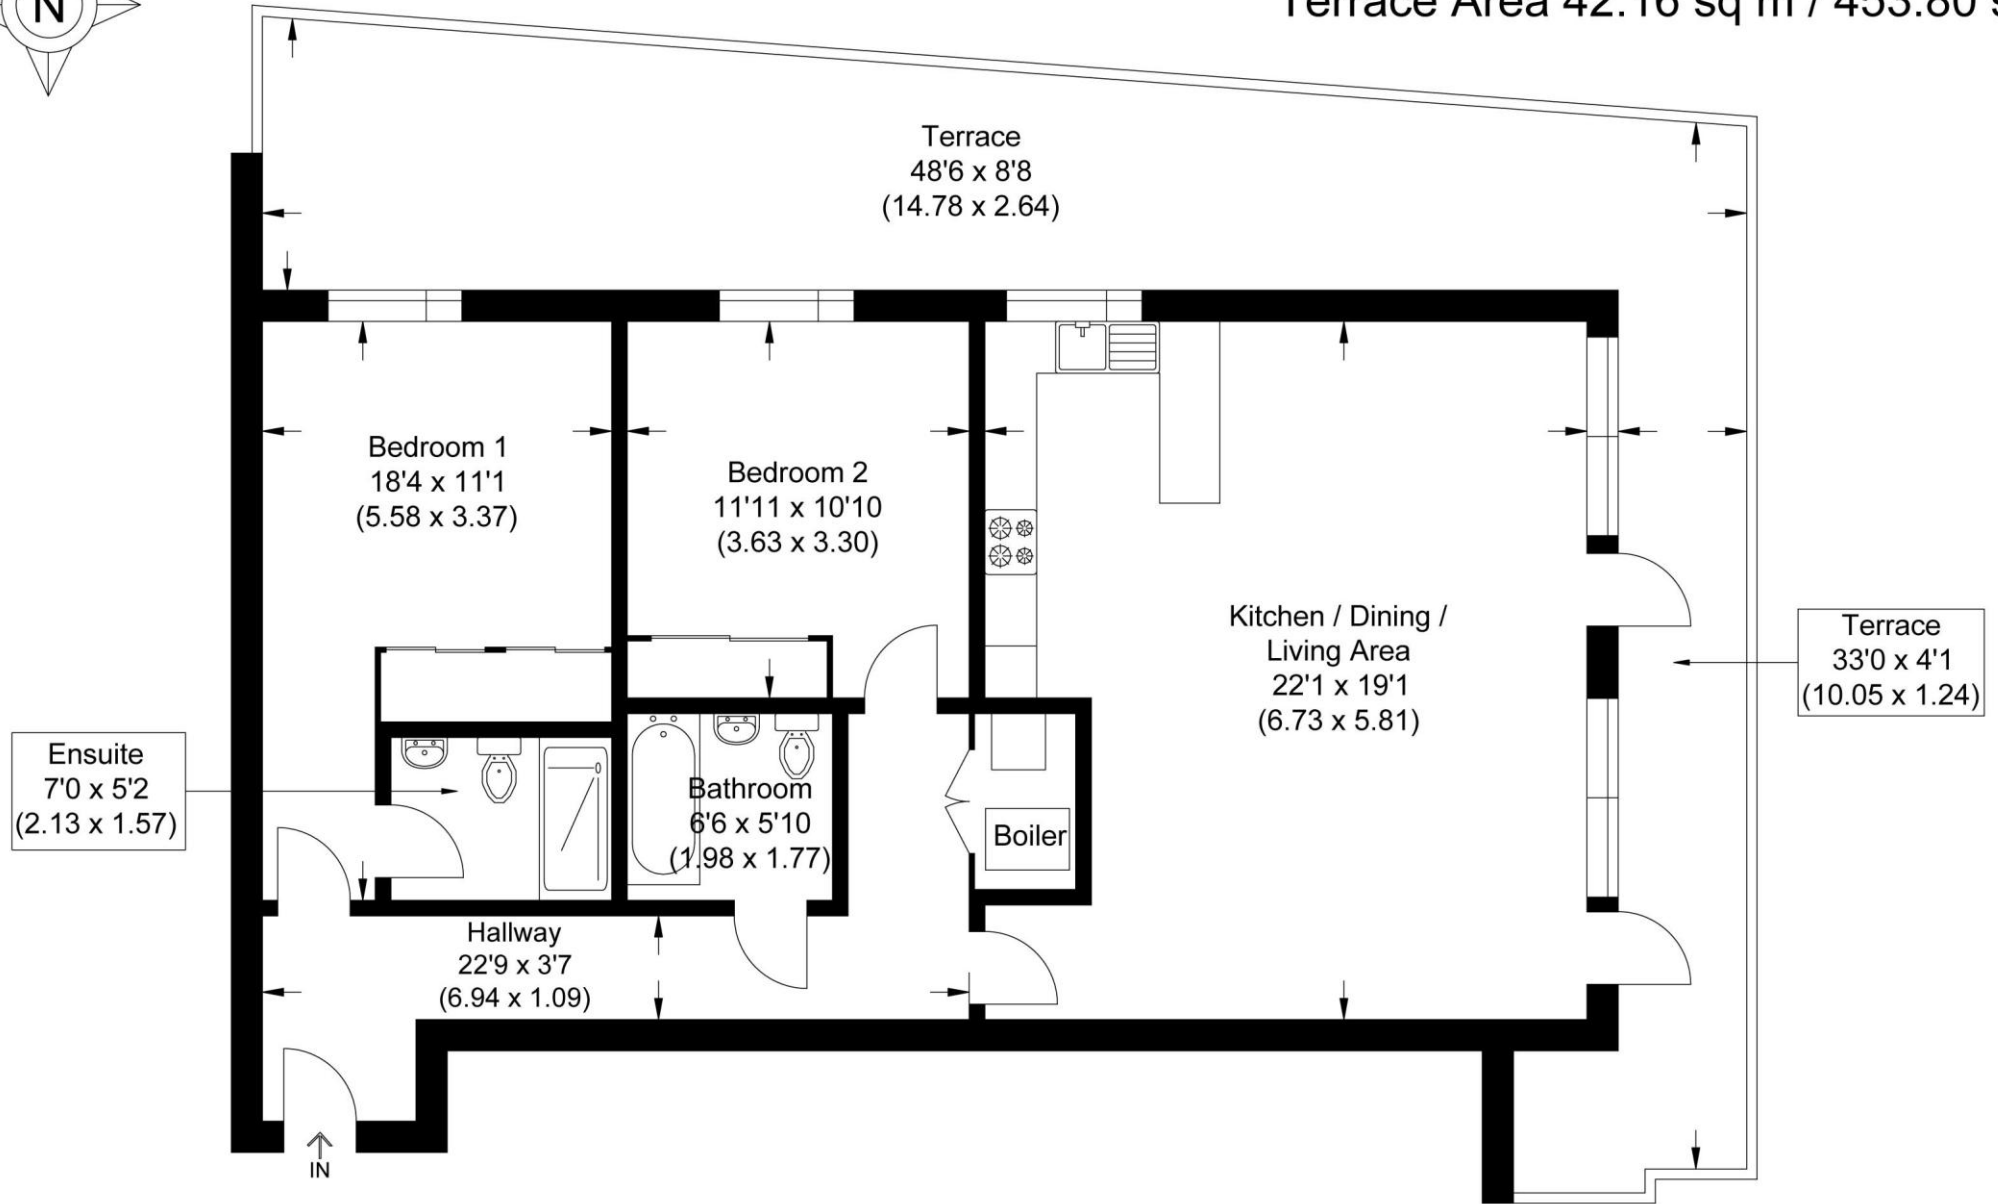 N
Terrace Area 42.16 sq m / 453.80 s
Terrace
48'6 x 8'8
(14.78 x 2.64)
Bedroom 1
18'4 x 11'1
(5.58 x 3.37)
Bedroom 2
11'11 x 10'10
(3.63 x 3.30)
Kitchen / Dining /
Living Area
22'1 x 19'1
(6.73 x 5.81)
Terrace
33'0 x 4'1
(10.05 x 1.24)
Ensuite
7'0 x 5'2
(2.13 x 1.57)
Bathroom
6'6 x 5'10
(1.98 x 1.77)
Boiler
Hallway
22'9 x 3'7
(6.94 x 1.09)
IN